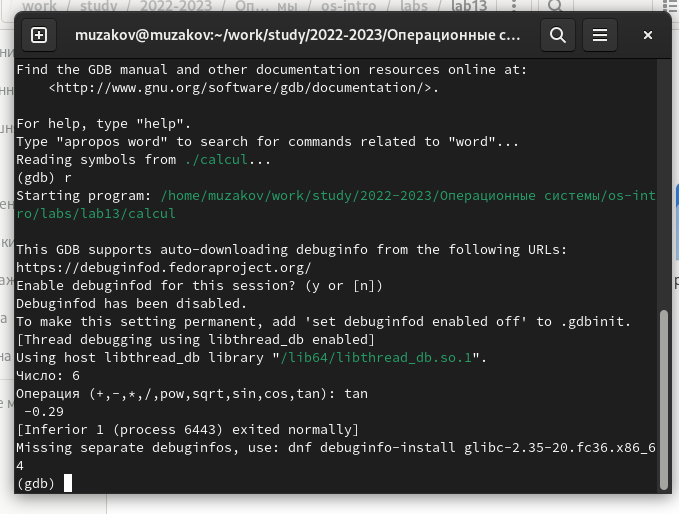 work / study / 2022-2023 / Оп... мы / os-intro / labs / lab13
muzakov@muzakov:~/work/study/2022-2023/Операционные с...
Find the GDB manual and other documentation resources online at:
<http://www.gnu.org/software/gdb/documentation/>.
For help, type "help".
Type "apropos word" to search for commands related to "word"...
Reading symbols from ./calcul...
(gdb) r
Starting program: /home/muzakov/work/study/2022-2023/Операционные системы/os-int
ro/labs/lab13/calcul
This GDB supports auto-downloading debuginfo from the following URLs:
https://debuginfod.fedoraproject.org/
Enable debuginfod for this session? (y or [n])
Debuginfod has been disabled.
To make this setting permanent, add 'set debuginfod enabled off' to .gdbinit.
[Thread debugging using libthread_db enabled]
Using host libthread_db library "/lib64/libthread_db.so.1".
Число: 6
Операция (+,-,*,/,pow,sqrt,sin,cos,tan): tan
-0.29
[Inferior 1 (process 6443) exited normally]
Missing separate debuginfos, use: dnf debuginfo-install glibc-2.35-20.fc36.x86_6
4
(gdb)